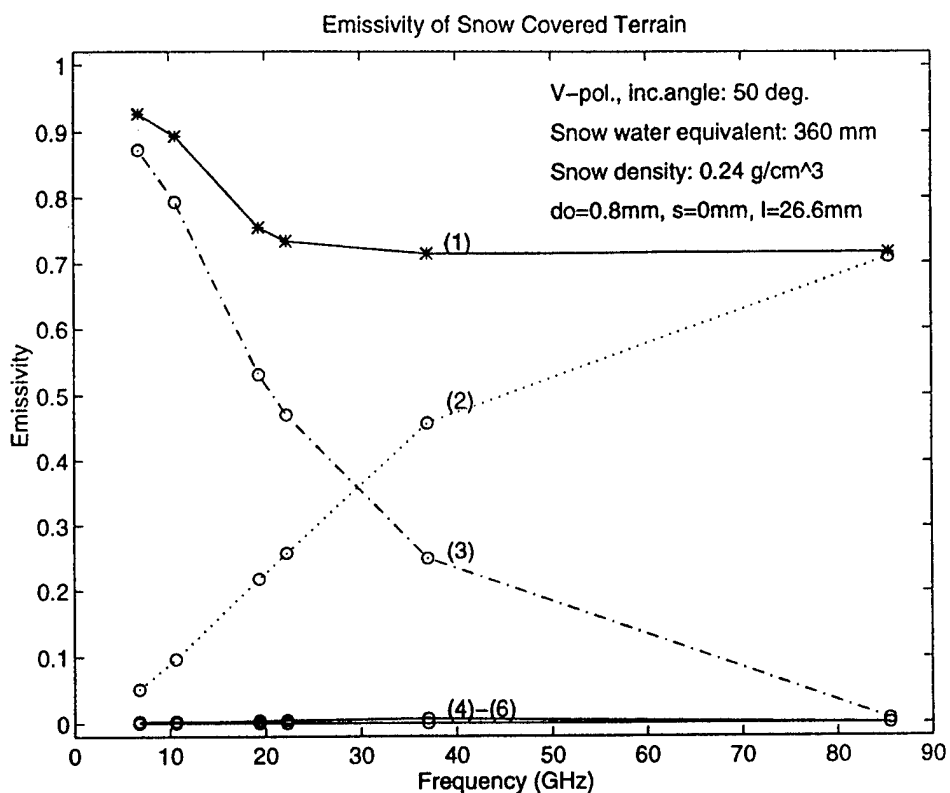 Emissivity of Snow Covered Terrain
1
0.9
0.8
0.7
0.6
0.5
0.4
0.3
0.2
0.1
0
Emissivity
V-pol., inc.angle: 50 deg.
Snow water equivalent: 360 mm
Snow density: 0.24 g/cm^3
do=0.8mm, s=0mm, l=26.6mm
(1)
(2)
(3)
(4)-(6)
0 10 20 30 40 50 60 70 80 90
Frequency (GHz)